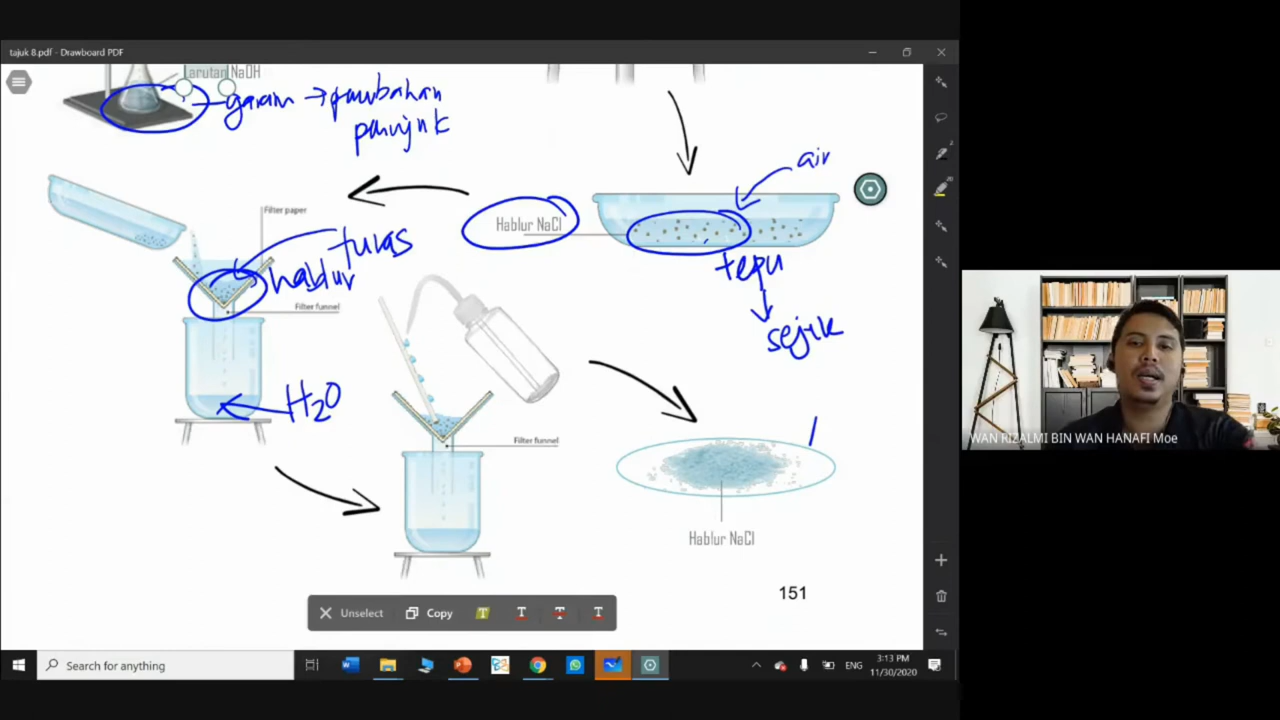 tajuk 8.pdf - Drawboard PDF
Larutan NaOH
garam → penambahan
penunjuk
air
Filter paper
Hablur NaCl
turas
hablur
tepu
Filter funnel
sejuk
H2O
Filter funnel
WAN RIZALMI BIN WAN HANAFI Moe
Hablur NaCl
151
Unselect
Copy
T
T
T
T
Search for anything
ENG
3:13 PM
11/30/2020